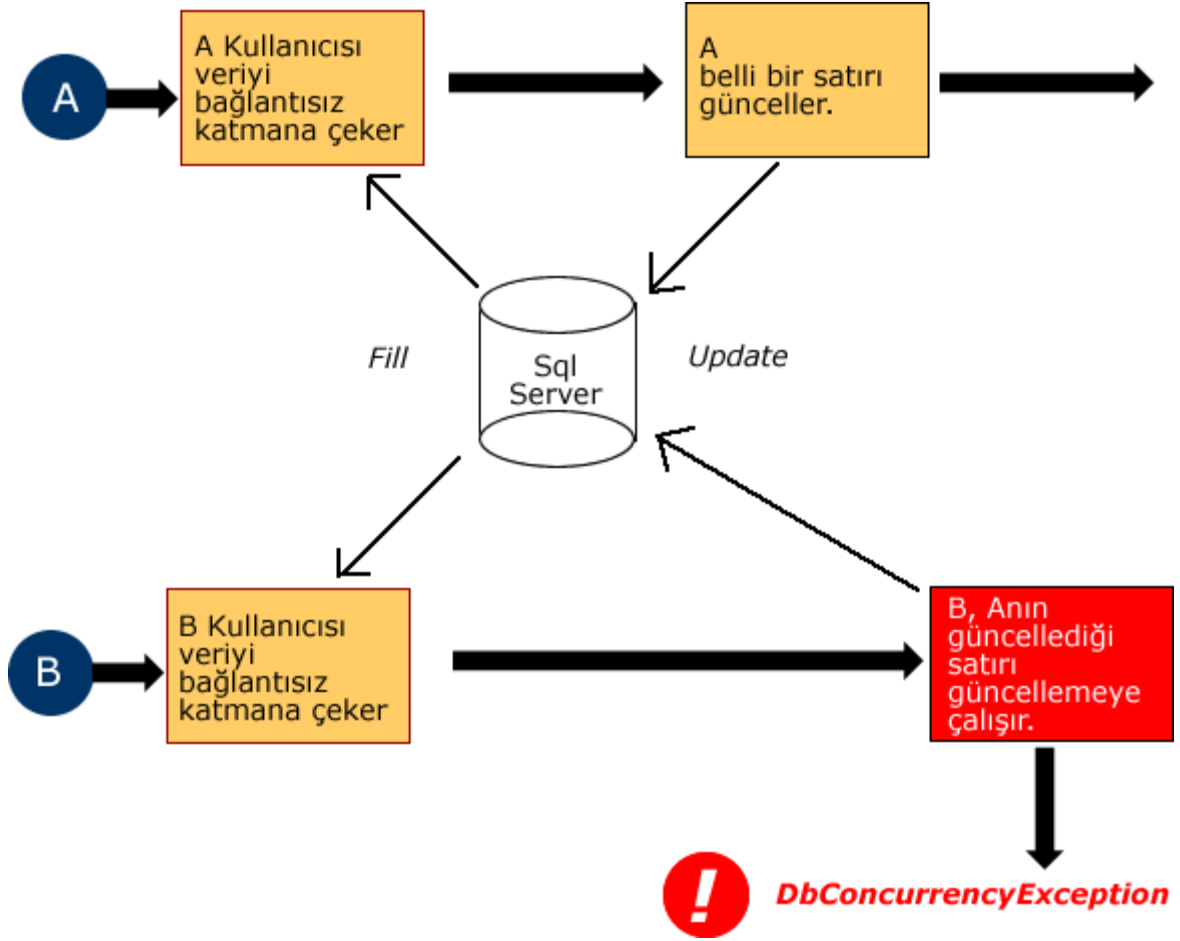 A
A Kullanıcısı
veriyi
bağlantısız
katmana çeker
A
belli bir satırı
günceller.
Fill
Sql
Server
Update
B
B Kullanıcısı
veriyi
bağlantısız
katmana çeker
B, Anın
güncellediği
satırı
güncellemeye
çalışır.
!
DbConcurrencyException